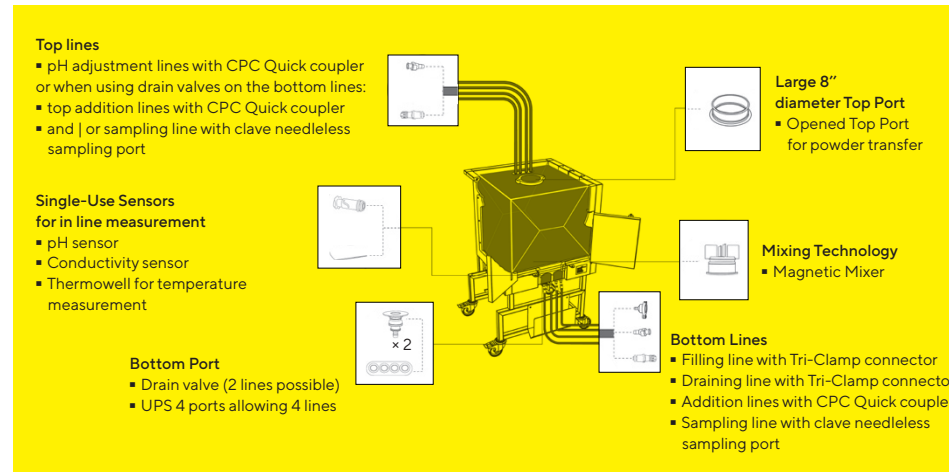 Top lines
▪ pH adjustment lines with CPC Quick coupler
or when using drain valves on the bottom lines:
▪ top addition lines with CPC Quick coupler
▪ and | or sampling line with clave needleless
sampling port
Large 8’’
diameter Top Port
▪ Opened Top Port
for powder transfer
Single-Use Sensors
for in line measurement
▪ pH sensor
▪ Conductivity sensor
▪ Thermowell for temperature
measurement
Mixing Technology
▪ Magnetic Mixer
× 2
Bottom Port
▪ Drain valve (2 lines possible)
▪ UPS 4 ports allowing 4 lines
Bottom Lines
▪ Filling line with Tri-Clamp connector
▪ Draining line with Tri-Clamp connecto
▪ Addition lines with CPC Quick couple
▪ Sampling line with clave needleless
sampling port